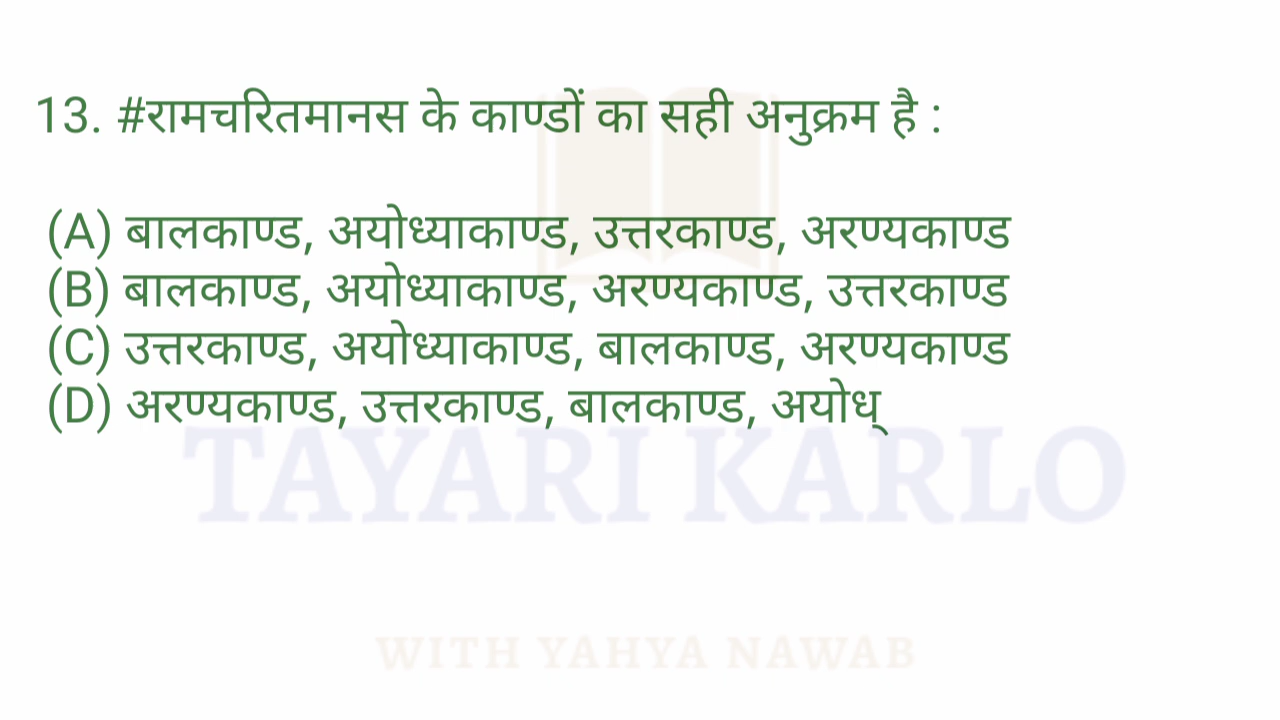 13. #रामचरितमानस के काण्डों का सही अनुक्रम है :
(A) बालकाण्ड, अयोध्याकाण्ड, उत्तरकाण्ड, अरण्यकाण्ड
(B) बालकाण्ड, अयोध्याकाण्ड, अरण्यकाण्ड, उत्तरकाण्ड
(C) उत्तरकाण्ड, अयोध्याकाण्ड, बालकाण्ड, अरण्यकाण्ड
(D) अरण्यकाण्ड, उत्तरकाण्ड, बालकाण्ड, अयोध्
TAYARI KARLO
WITH YAHYA NAWAB